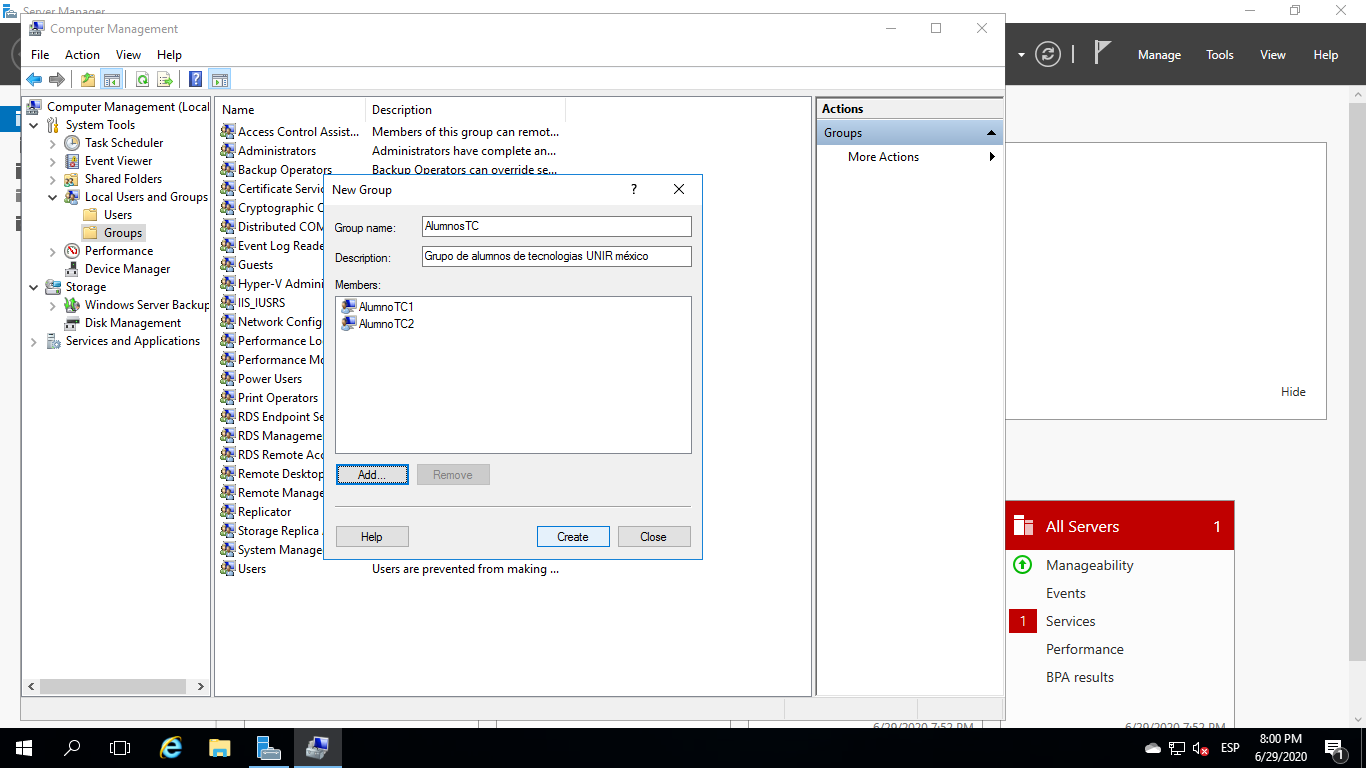 Server Manager
Computer Management
File Action View Help
Manage Tools View Help
Computer Management (Local
System Tools
Task Scheduler
Event Viewer
Shared Folders
Local Users and Groups
Users
Groups
Performance
Device Manager
Storage
Windows Server Backup
Disk Management
Services and Applications
Name Description
Access Control Assist... Members of this group can remot...
Administrators Administrators have complete an...
Backup Operators Backup Operators can override se...
Certificate Servic
Cryptographic C
Distributed COM
Event Log Reade
Guests
Hyper-V Admini
IIS_IUSRS
Network Config
Performance Lo
Performance Mo
Power Users
Print Operators
RDS Endpoint Se
RDS Manageme
RDS Remote Acc
Remote Desktop
Remote Manage
Replicator
Storage Replica
System Manage
Users Users are prevented from making ...
New Group
?
Group name: AlumnosTC
Description: Grupo de alumnos de tecnologias UNIR méxico
Members:
AlumnoTC1
AlumnoTC2
Add... Remove
Help Create Close
Actions
Groups
More Actions
Hide
All Servers 1
Manageability
Events
1 Services
Performance
BPA results
6/29/2020 7:52 PM
6/29/2020 7:52 PM
ESP
8:00 PM
6/29/2020
1